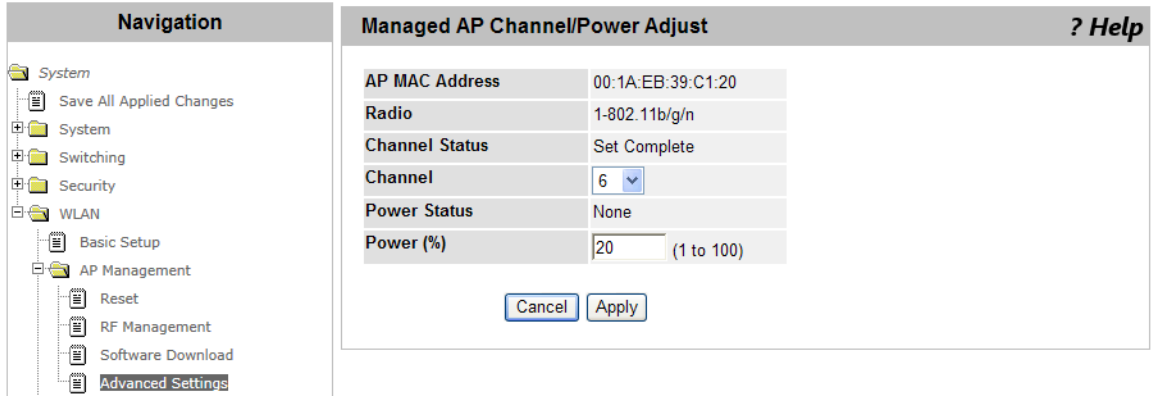 Navigation
System
Save All Applied Changes
System
Switching
Security
WLAN
Basic Setup
AP Management
Reset
RF Management
Software Download
Advanced Settings
Managed AP Channel/Power Adjust
? Help
AP MAC Address 00:1A:EB:39:C1:20
Radio 1-802.11b/g/n
Channel Status Set Complete
Channel 6
Power Status None
Power (%) 20 (1 to 100)
Cancel Apply